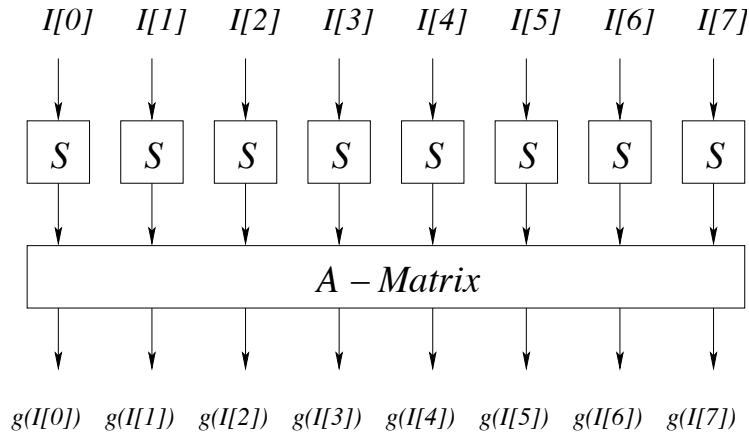 I[0] I[1] I[2] I[3] I[4] I[5] I[6] I[7]
S S S S S S S S
A – Matrix
g(I[0]) g(I[1]) g(I[2]) g(I[3]) g(I[4]) g(I[5]) g(I[6]) g(I[7])